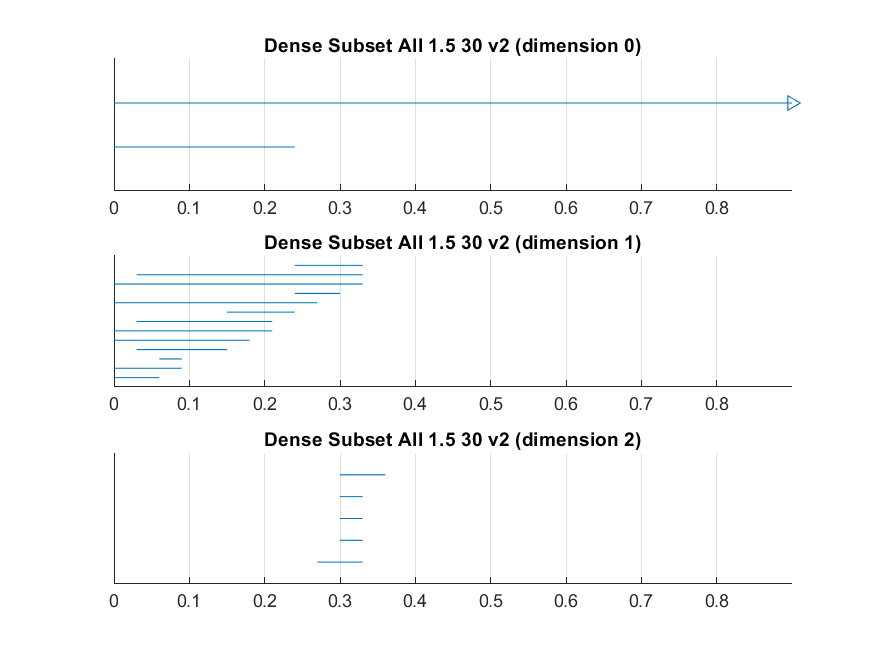 Dense Subset All 1.5 30 v2 (dimension 0)
0 0.1 0.2 0.3 0.4 0.5 0.6 0.7 0.8
Dense Subset All 1.5 30 v2 (dimension 1)
0 0.1 0.2 0.3 0.4 0.5 0.6 0.7 0.8
Dense Subset All 1.5 30 v2 (dimension 2)
0 0.1 0.2 0.3 0.4 0.5 0.6 0.7 0.8